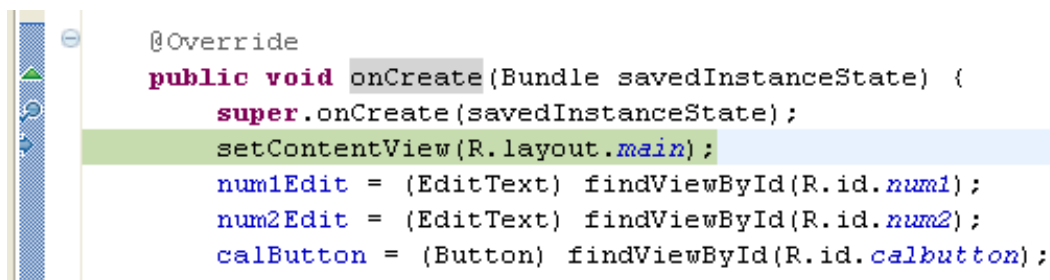 @Override
public void onCreate(Bundle savedInstanceState) {
super.onCreate(savedInstanceState);
setContentView(R.layout.main);
num1Edit = (EditText) findViewById(R.id.num1);
num2Edit = (EditText) findViewById(R.id.num2);
calButton = (Button) findViewById(R.id.calbutton);